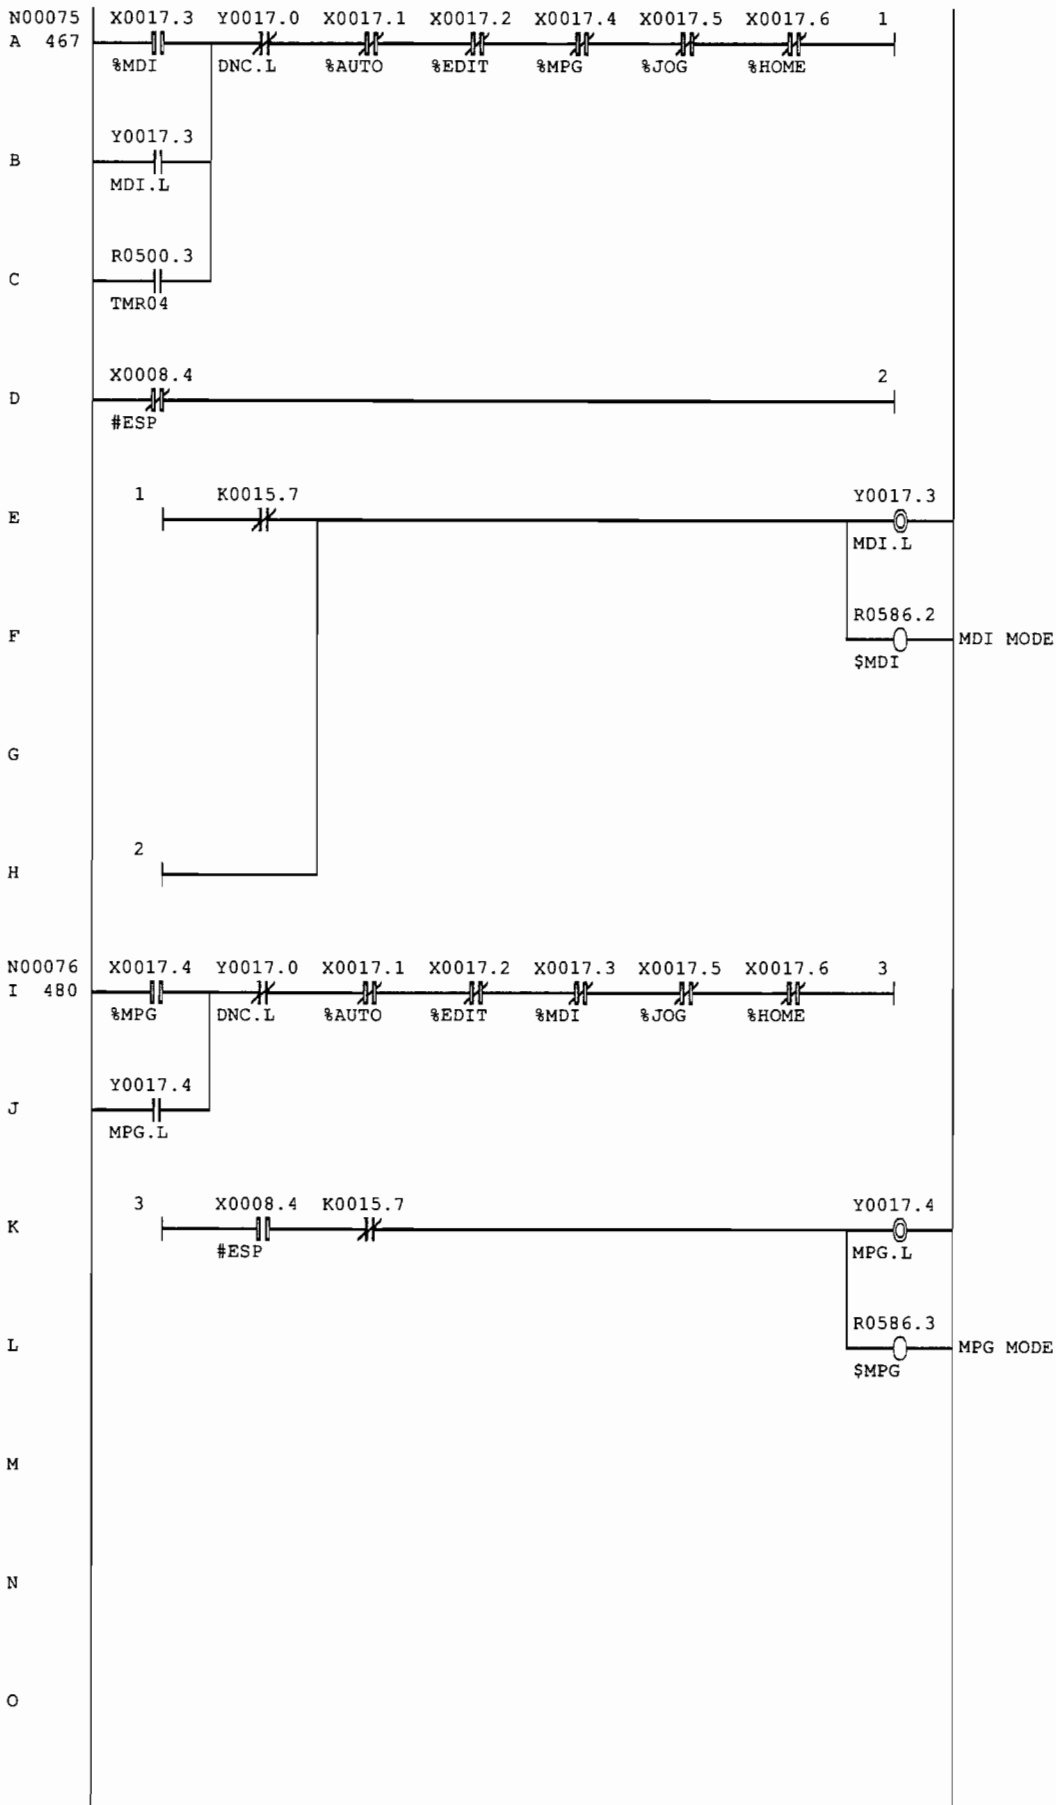 N00075 X0017.3 Y0017.0 X0017.1 X0017.2 X0017.4 X0017.5 X0017.6 1
A 467
%MDI DNC.L %AUTO %EDIT %MPG %JOG %HOME
Y0017.3
B
MDI.L
R0500.3
C
TMR04
X0008.4 2
D
#ESP
1 K0015.7 Y0017.3
E
MDI.L
R0586.2
F MDI MODE
$MDI
G
2
H
N00076 X0017.4 Y0017.0 X0017.1 X0017.2 X0017.3 X0017.5 X0017.6 3
I 480
%MPG DNC.L %AUTO %EDIT %MDI %JOG %HOME
Y0017.4
J
MPG.L
3 X0008.4 K0015.7 Y0017.4
K
#ESP MPG.L
R0586.3
L MPG MODE
$MPG
M
N
O